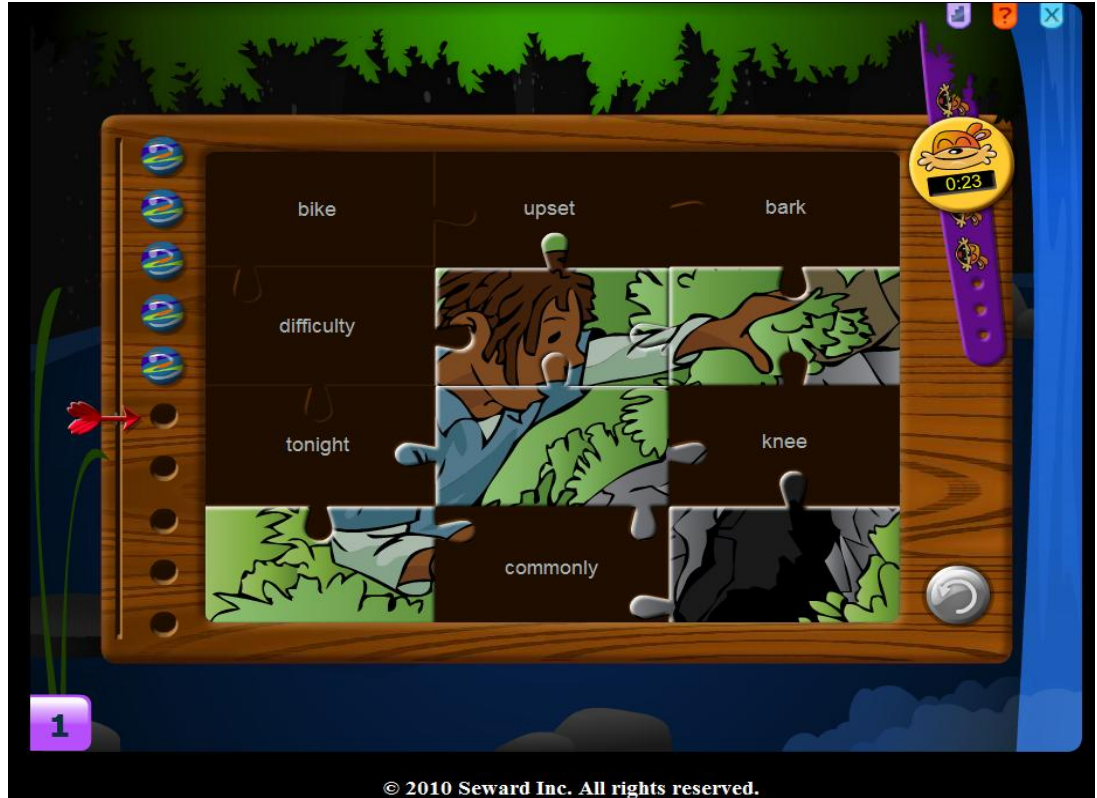 ?
0:23
bike
upset
bark
difficulty
tonight
knee
commonly
1
© 2010 Seward Inc. All rights reserved.